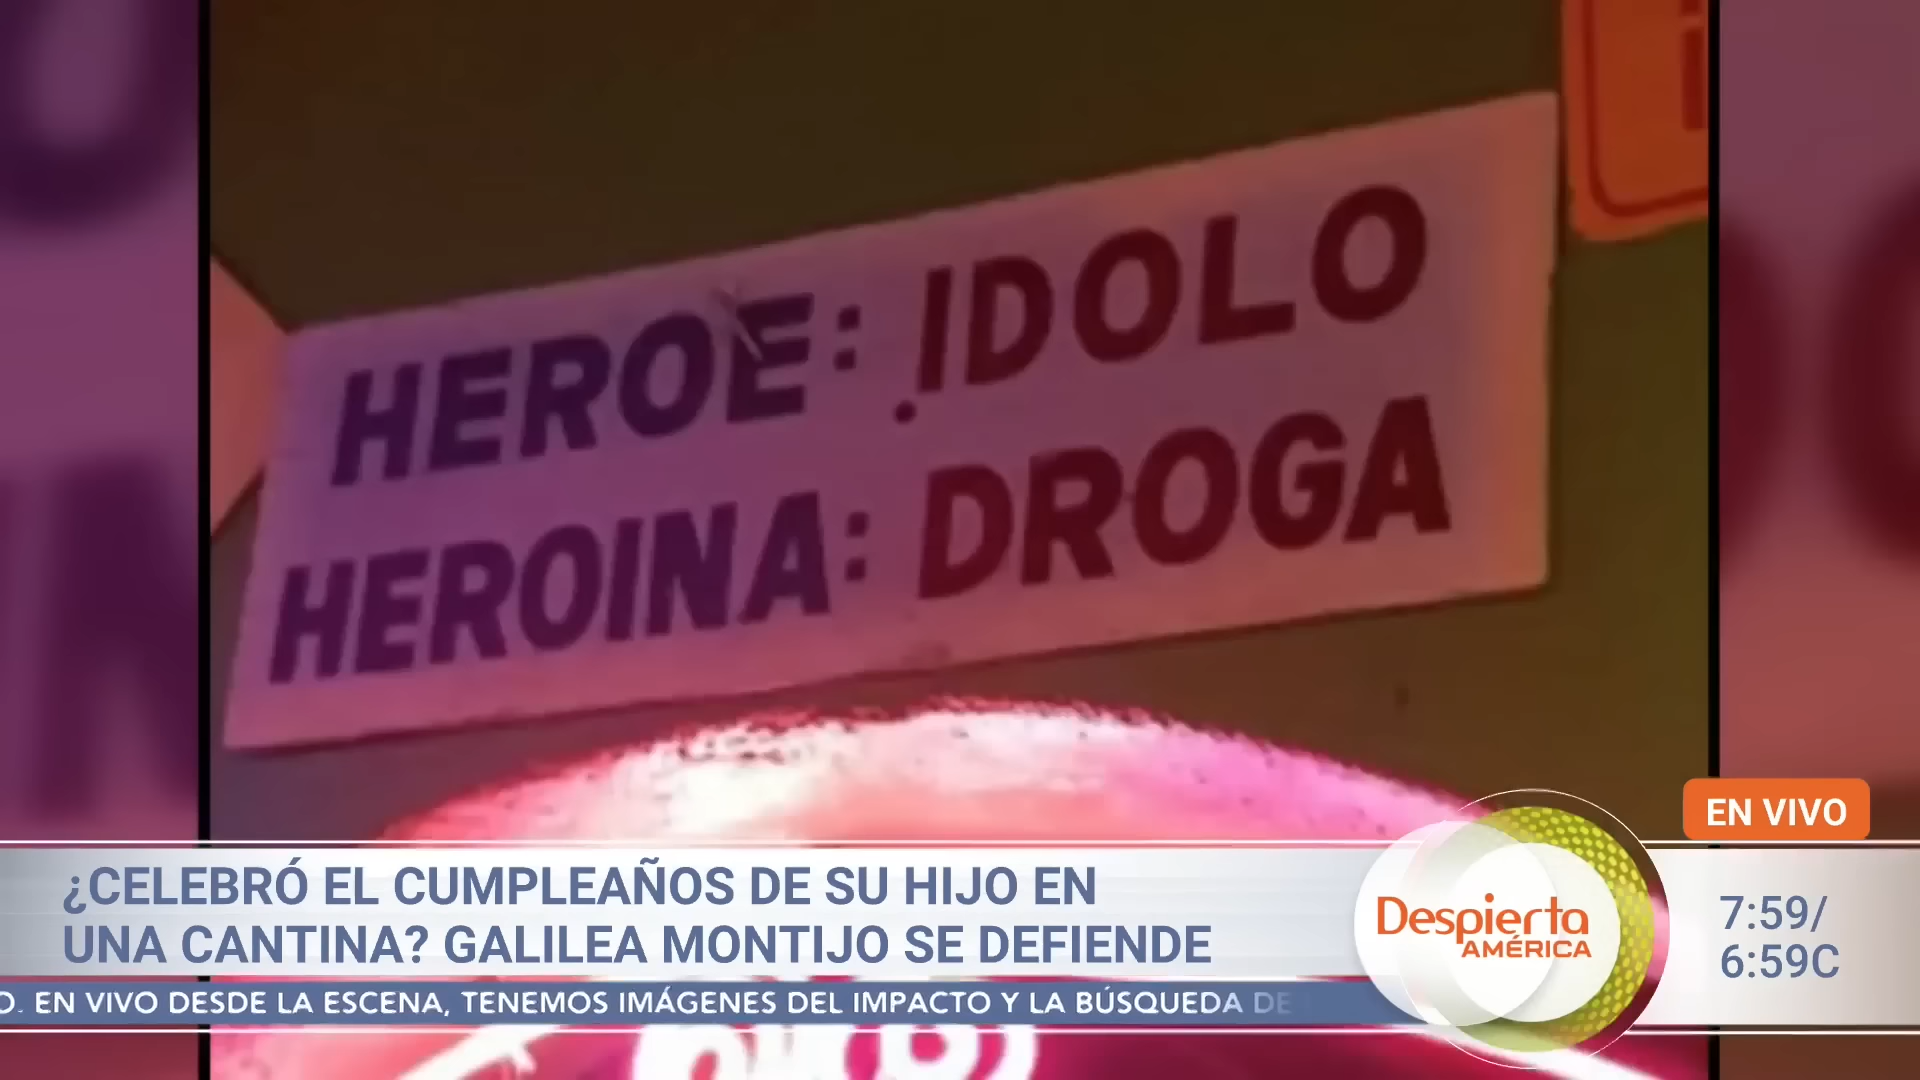 HEROE: IDOLO
HEROINA: DROGA
EN VIVO
¿CELEBRÓ EL CUMPLEAÑOS DE SU HIJO EN
UNA CANTINA? GALILEA MONTIJO SE DEFIENDE
Despierta
AMÉRICA
7:59/
6:59C
O. EN VIVO DESDE LA ESCENA, TENEMOS IMÁGENES DEL IMPACTO Y LA BÚSQUEDA DE